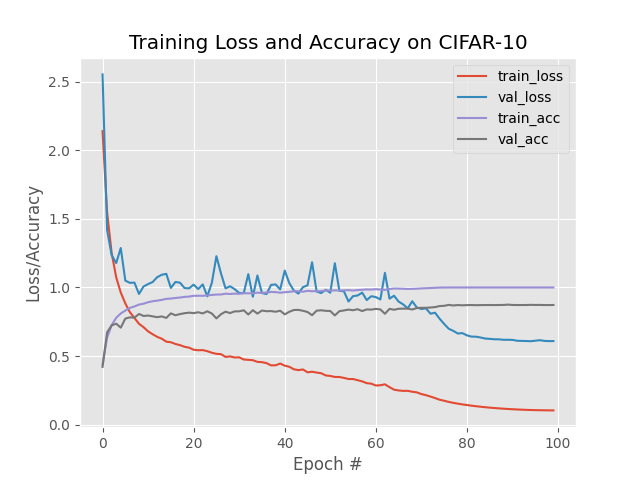 Training Loss and Accuracy on CIFAR-10
train_loss
val_loss
train_acc
val_acc
Loss/Accuracy
2.5
2.0
1.5
1.0
0.5
0.0
0 20 40 60 80 100
Epoch #